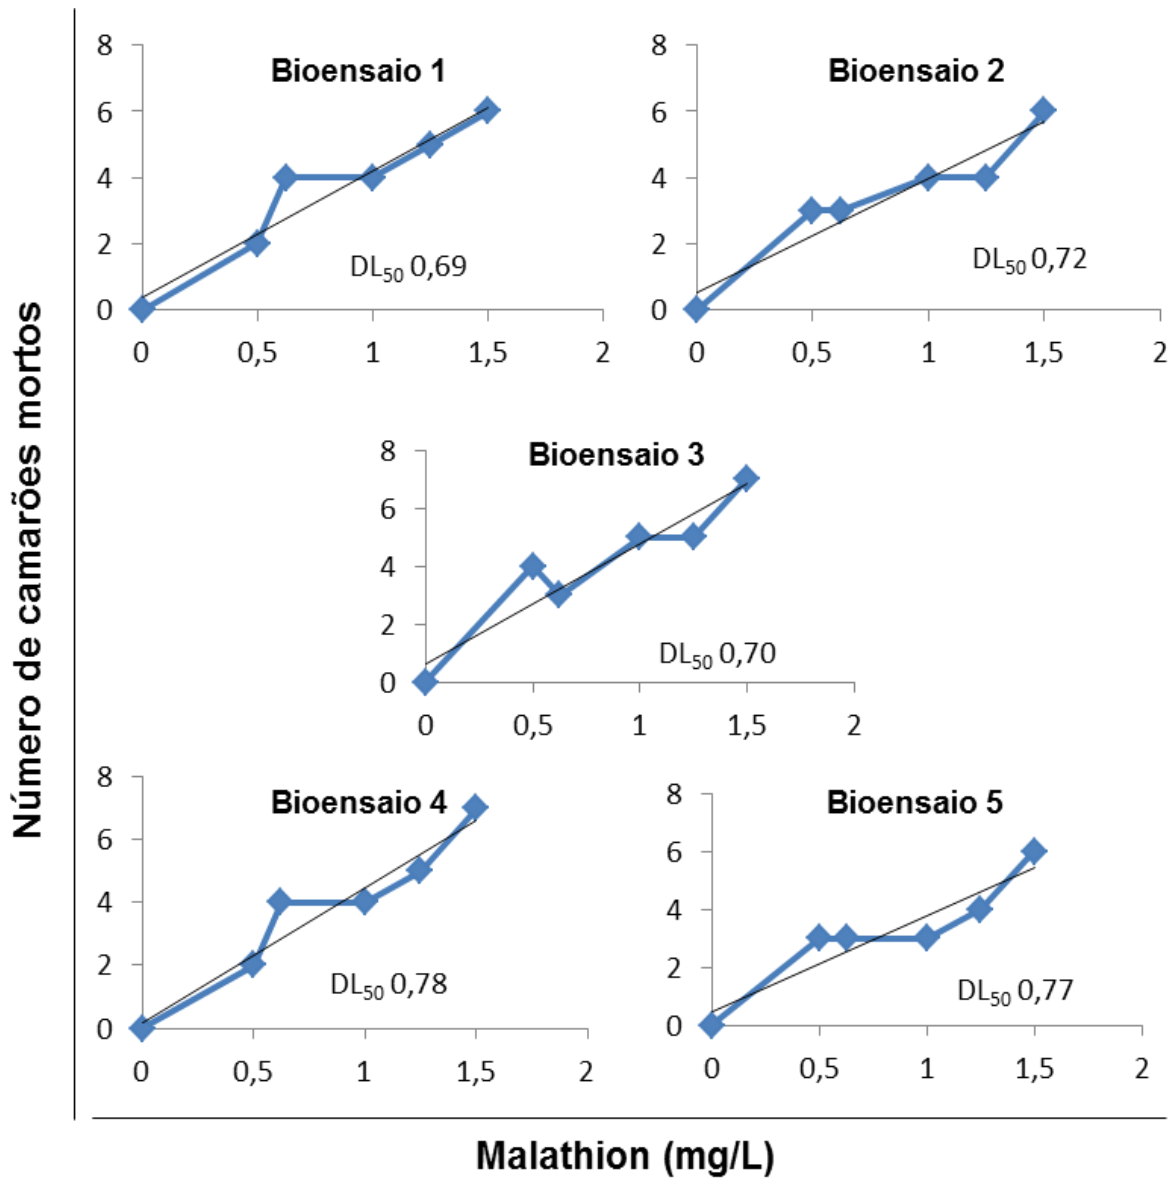 Número de camarões mortos
Bioensaio 1
8
6
4
2
0
0 0,5 1 1,5 2
DL50 0,69
Bioensaio 2
8
6
4
2
0
0 0,5 1 1,5 2
DL50 0,72
Bioensaio 3
8
6
4
2
0
0 0,5 1 1,5 2
DL50 0,70
Bioensaio 4
8
6
4
2
0
0 0,5 1 1,5 2
DL50 0,78
Bioensaio 5
8
6
4
2
0
0 0,5 1 1,5 2
DL50 0,77
Malathion (mg/L)